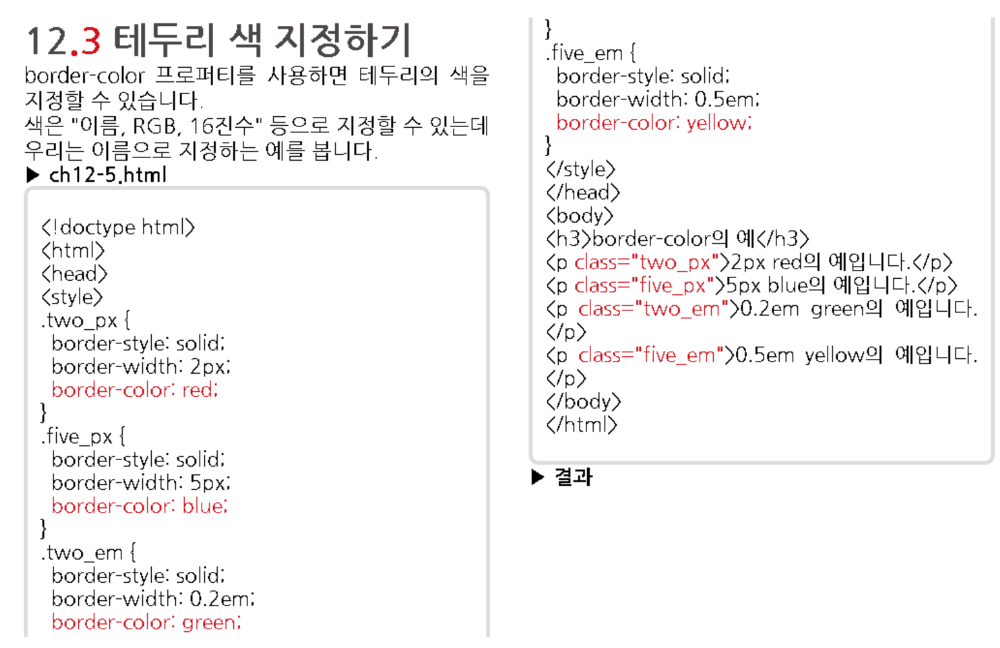 12.3 테두리 색 지정하기
border-color 프로퍼티를 사용하면 테두리의 색을
지정할 수 있습니다.
색은 "이름, RGB, 16진수" 등으로 지정할 수 있는데
우리는 이름으로 지정하는 예를 봅니다.
▶ ch12-5.html
<!doctype html>
<html>
<head>
<style>
.two_px {
border-style: solid;
border-width: 2px;
border-color: red;
}
.five_px {
border-style: solid;
border-width: 5px;
border-color: blue;
}
.two_em {
border-style: solid;
border-width: 0.2em;
border-color: green;
}
.five_em {
border-style: solid;
border-width: 0.5em;
border-color: yellow;
}
</style>
</head>
<body>
<h3>border-color의 예</h3>
<p class="two_px">2px red의 예입니다.</p>
<p class="five_px">5px blue의 예입니다.</p>
<p class="two_em">0.2em green의 예입니다.
</p>
<p class="five_em">0.5em yellow의 예입니다.
</p>
</body>
</html>
▶ 결과